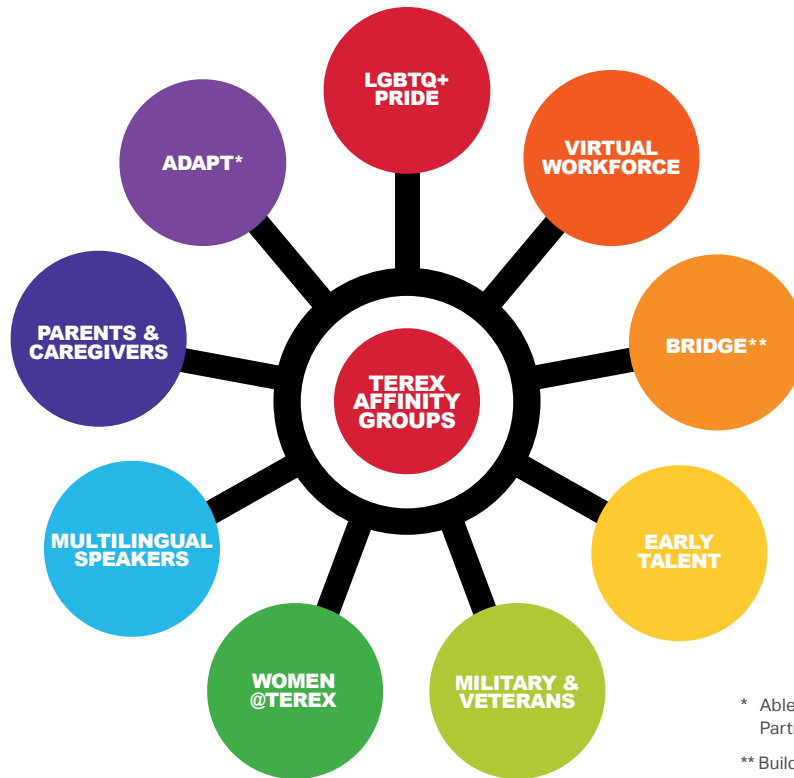 LGBTQ+
PRIDE
VIRTUAL
WORKFORCE
ADAPT*
BRIDGE**
PARENTS &
CAREGIVERS
TEREX
AFFINITY
GROUPS
MULTILINGUAL
SPEAKERS
EARLY
TALENT
WOMEN
@TEREX
MILITARY &
VETERANS
* Able